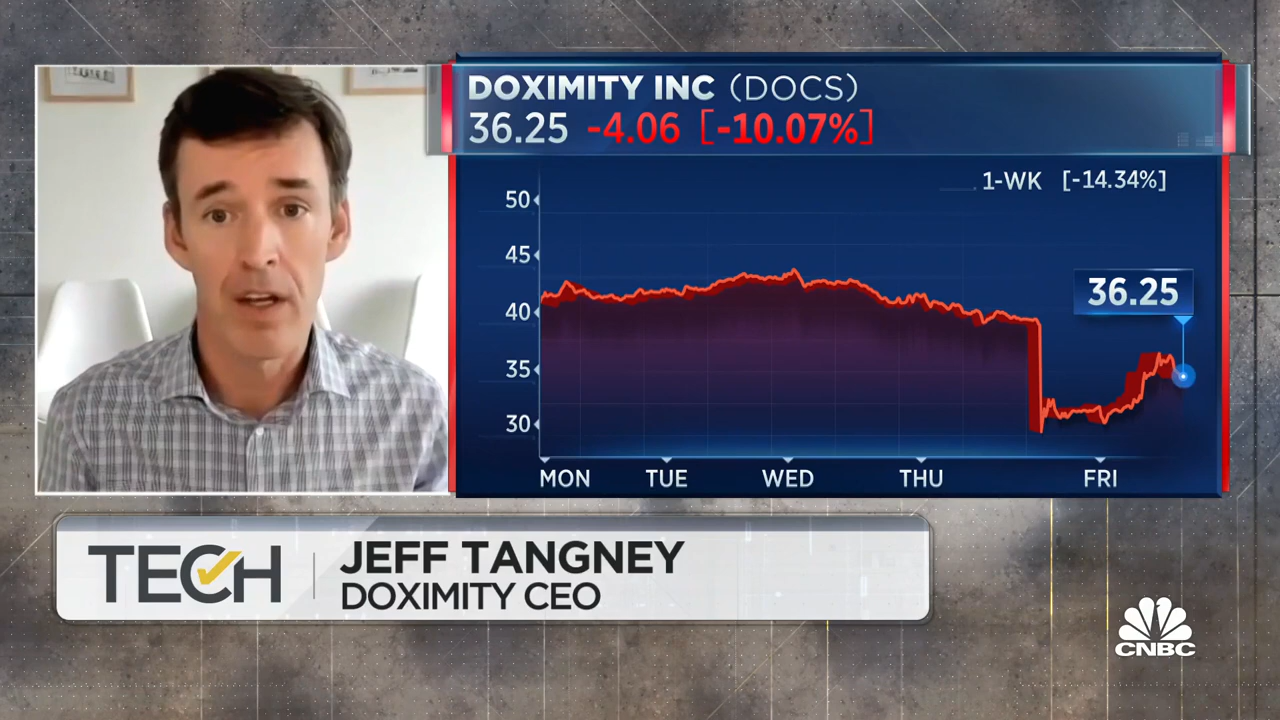 DOXIMITY INC (DOCS)
36.25 -4.06 [-10.07%]
1-WK [-14.34%]
50
45
40
35
30
36.25
MON TUE WED THU FRI
TECH
JEFF TANGNEY
DOXIMITY CEO
CNBC